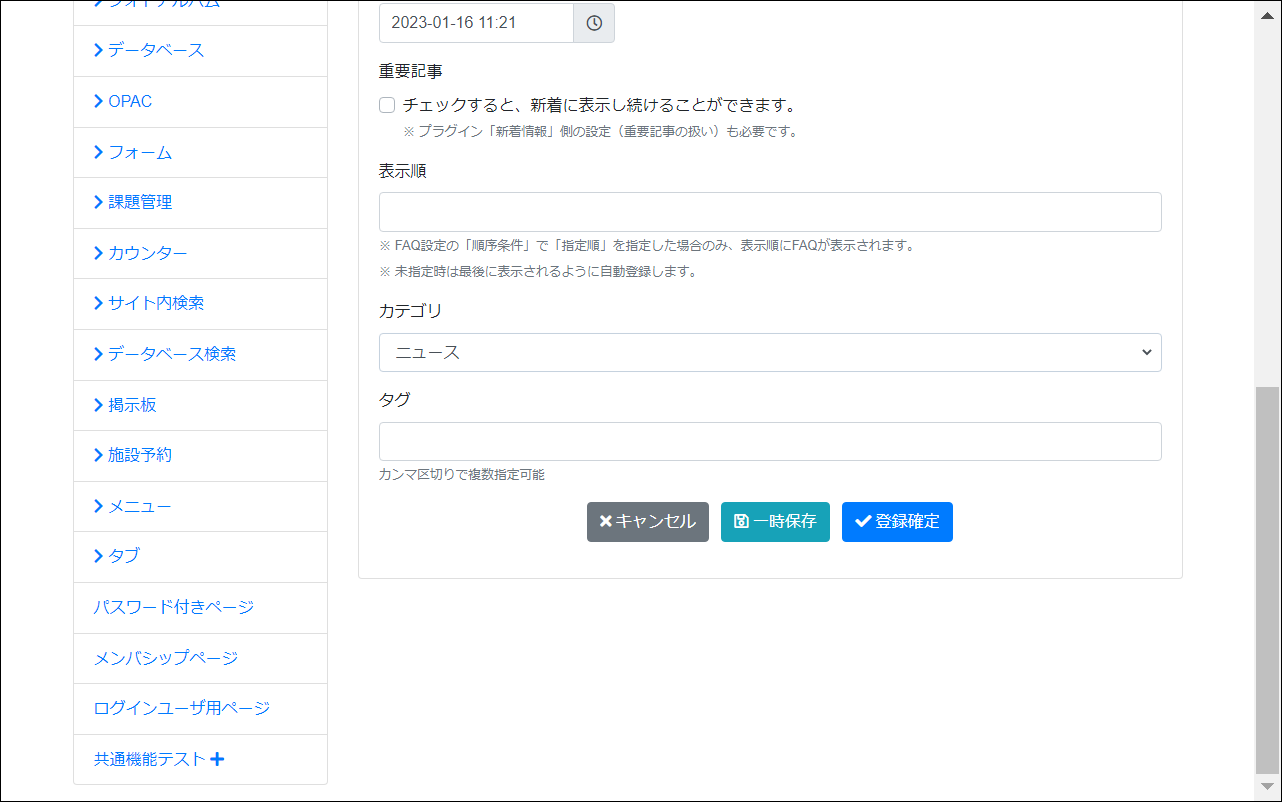 データベース
OPAC
フォーム
課題管理
カウンター
サイト内検索
データベース検索
掲示板
施設予約
メニュー
タブ
パスワード付きページ
メンバシップページ
ログインユーザ用ページ
共通機能テスト
2023-01-16 11:21
重要記事
チェックすると、新着に表示し続けることができます。
※ プラグイン「新着情報」側の設定（重要記事の扱い）も必要です。
表示順
※ FAQ設定の「順序条件」で「指定順」を指定した場合のみ、表示順にFAQが表示されます。
※ 未指定時は最後に表示されるように自動登録します。
カテゴリ
ニュース
タグ
カンマ区切りで複数指定可能
キャンセル 一時保存 登録確定